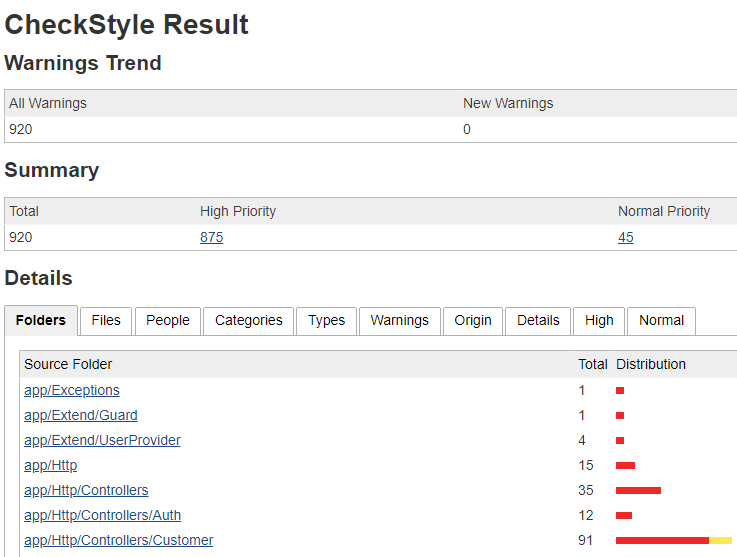 CheckStyle Result
Warnings Trend
All Warnings New Warnings
920 0
Summary
Total High Priority Normal Priority
920 875 45
Details
Folders Files People Categories Types Warnings Origin Details High Normal
Source Folder Total Distribution
app/Exceptions 1
app/Extend/Guard 1
app/Extend/UserProvider 4
app/Http 15
app/Http/Controllers 35
app/Http/Controllers/Auth 12
app/Http/Controllers/Customer 91